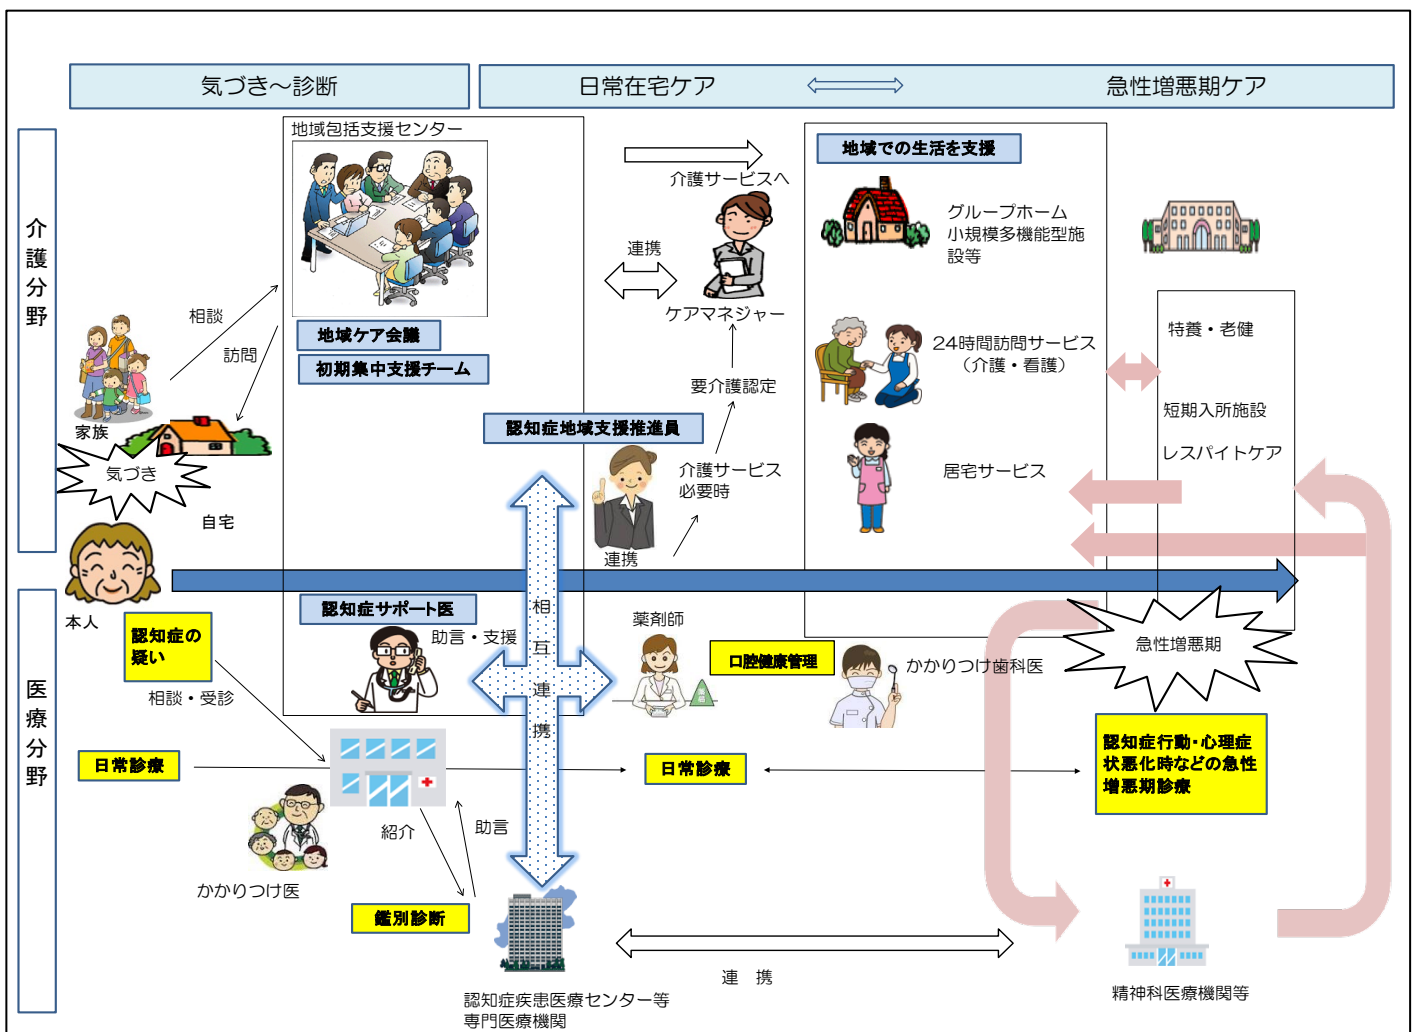 気づき～診断
日常在宅ケア
急性増悪期ケア
介護分野
地域包括支援センター
地域ケア会議
初期集中支援チーム
相談
訪問
家族
気づき
自宅
本人
介護サービスへ
連携
ケアマネジャー
要介護認定
認知症地域支援推進員
介護サービス
必要時
連携
地域での生活を支援
グループホーム
小規模多機能型施
設等
24時間訪問サービス
（介護・看護）
居宅サービス
特養・老健
短期入所施設
レスパイトケア
医療分野
認知症の
疑い
相談・受診
日常診療
かかりつけ医
認知症サポート医
助言・支援
相互連携
紹介
助言
鑑別診断
認知症疾患医療センター等
専門医療機関
薬剤師
口腔健康管理
かかりつけ歯科医
日常診療
急性増悪期
認知症行動・心理症
状悪化時などの急性
増悪期診療
連　携
精神科医療機関等